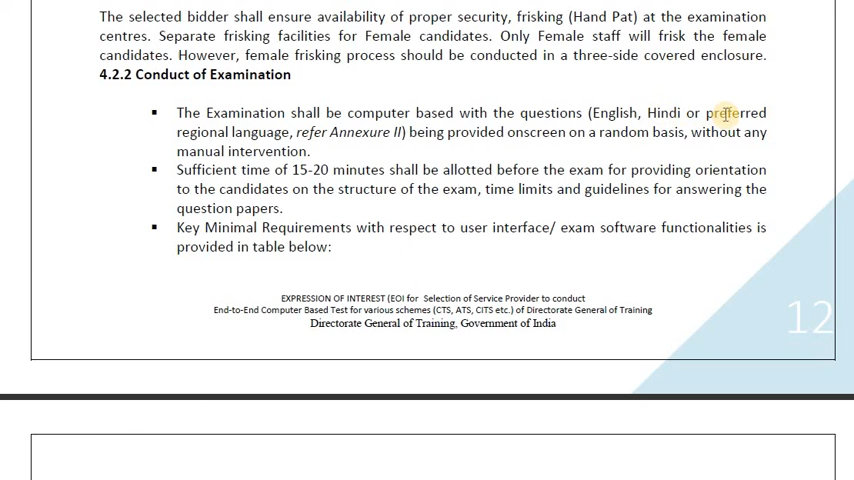 The selected bidder shall ensure availability of proper security, frisking (Hand Pat) at the examination
centres. Separate frisking facilities for Female candidates. Only Female staff will frisk the female
candidates. However, female frisking process should be conducted in a three-side covered enclosure.
4.2.2 Conduct of Examination
▪ The Examination shall be computer based with the questions (English, Hindi or preferred
regional language, refer Annexure II) being provided onscreen on a random basis, without any
manual intervention.
▪ Sufficient time of 15-20 minutes shall be allotted before the exam for providing orientation
to the candidates on the structure of the exam, time limits and guidelines for answering the
question papers.
▪ Key Minimal Requirements with respect to user interface/ exam software functionalities is
provided in table below:
EXPRESSION OF INTEREST (EOI for Selection of Service Provider to conduct
End-to-End Computer Based Test for various schemes (CTS, ATS, CITS etc.) of Directorate General of Training
Directorate General of Training, Government of India
12